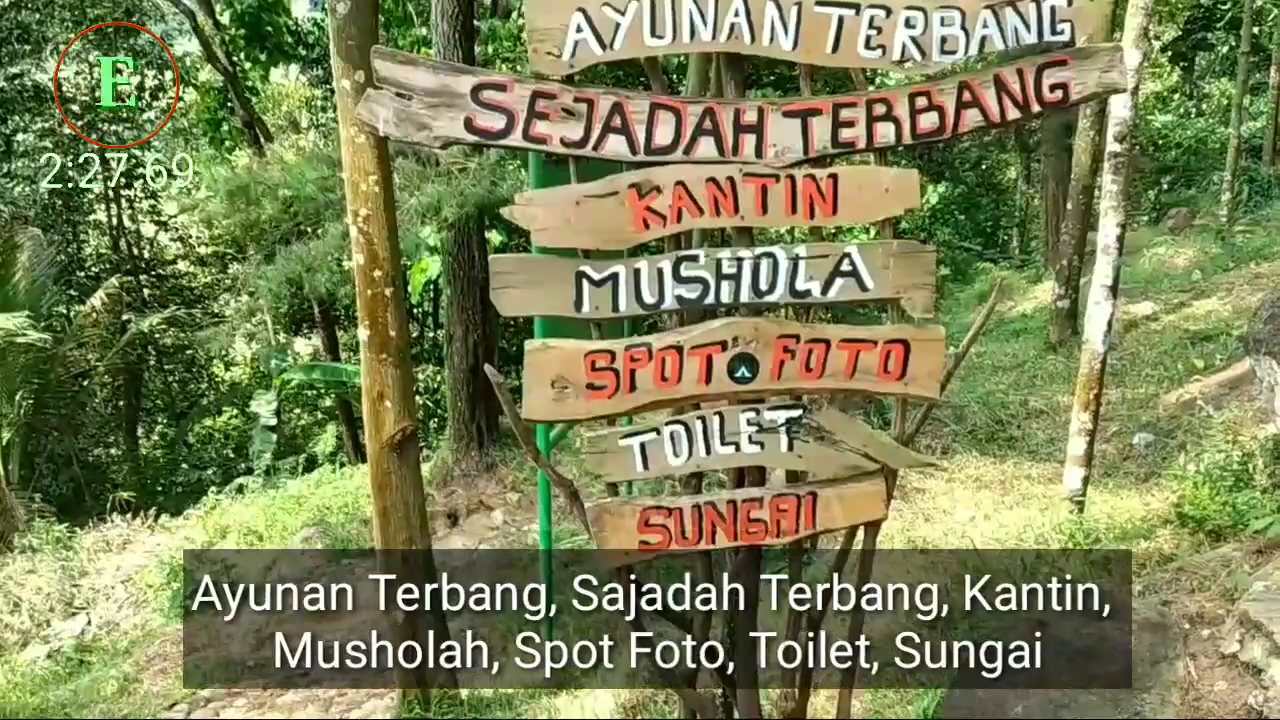 E
2:27.69
AYUNAN TERBANG
SEJADAH TERBANG
KANTIN
MUSHOLA
SPOT FOTO
TOILET
SUNGAI
Ayunan Terbang, Sajadah Terbang, Kantin,
Musholah, Spot Foto, Toilet, Sungai